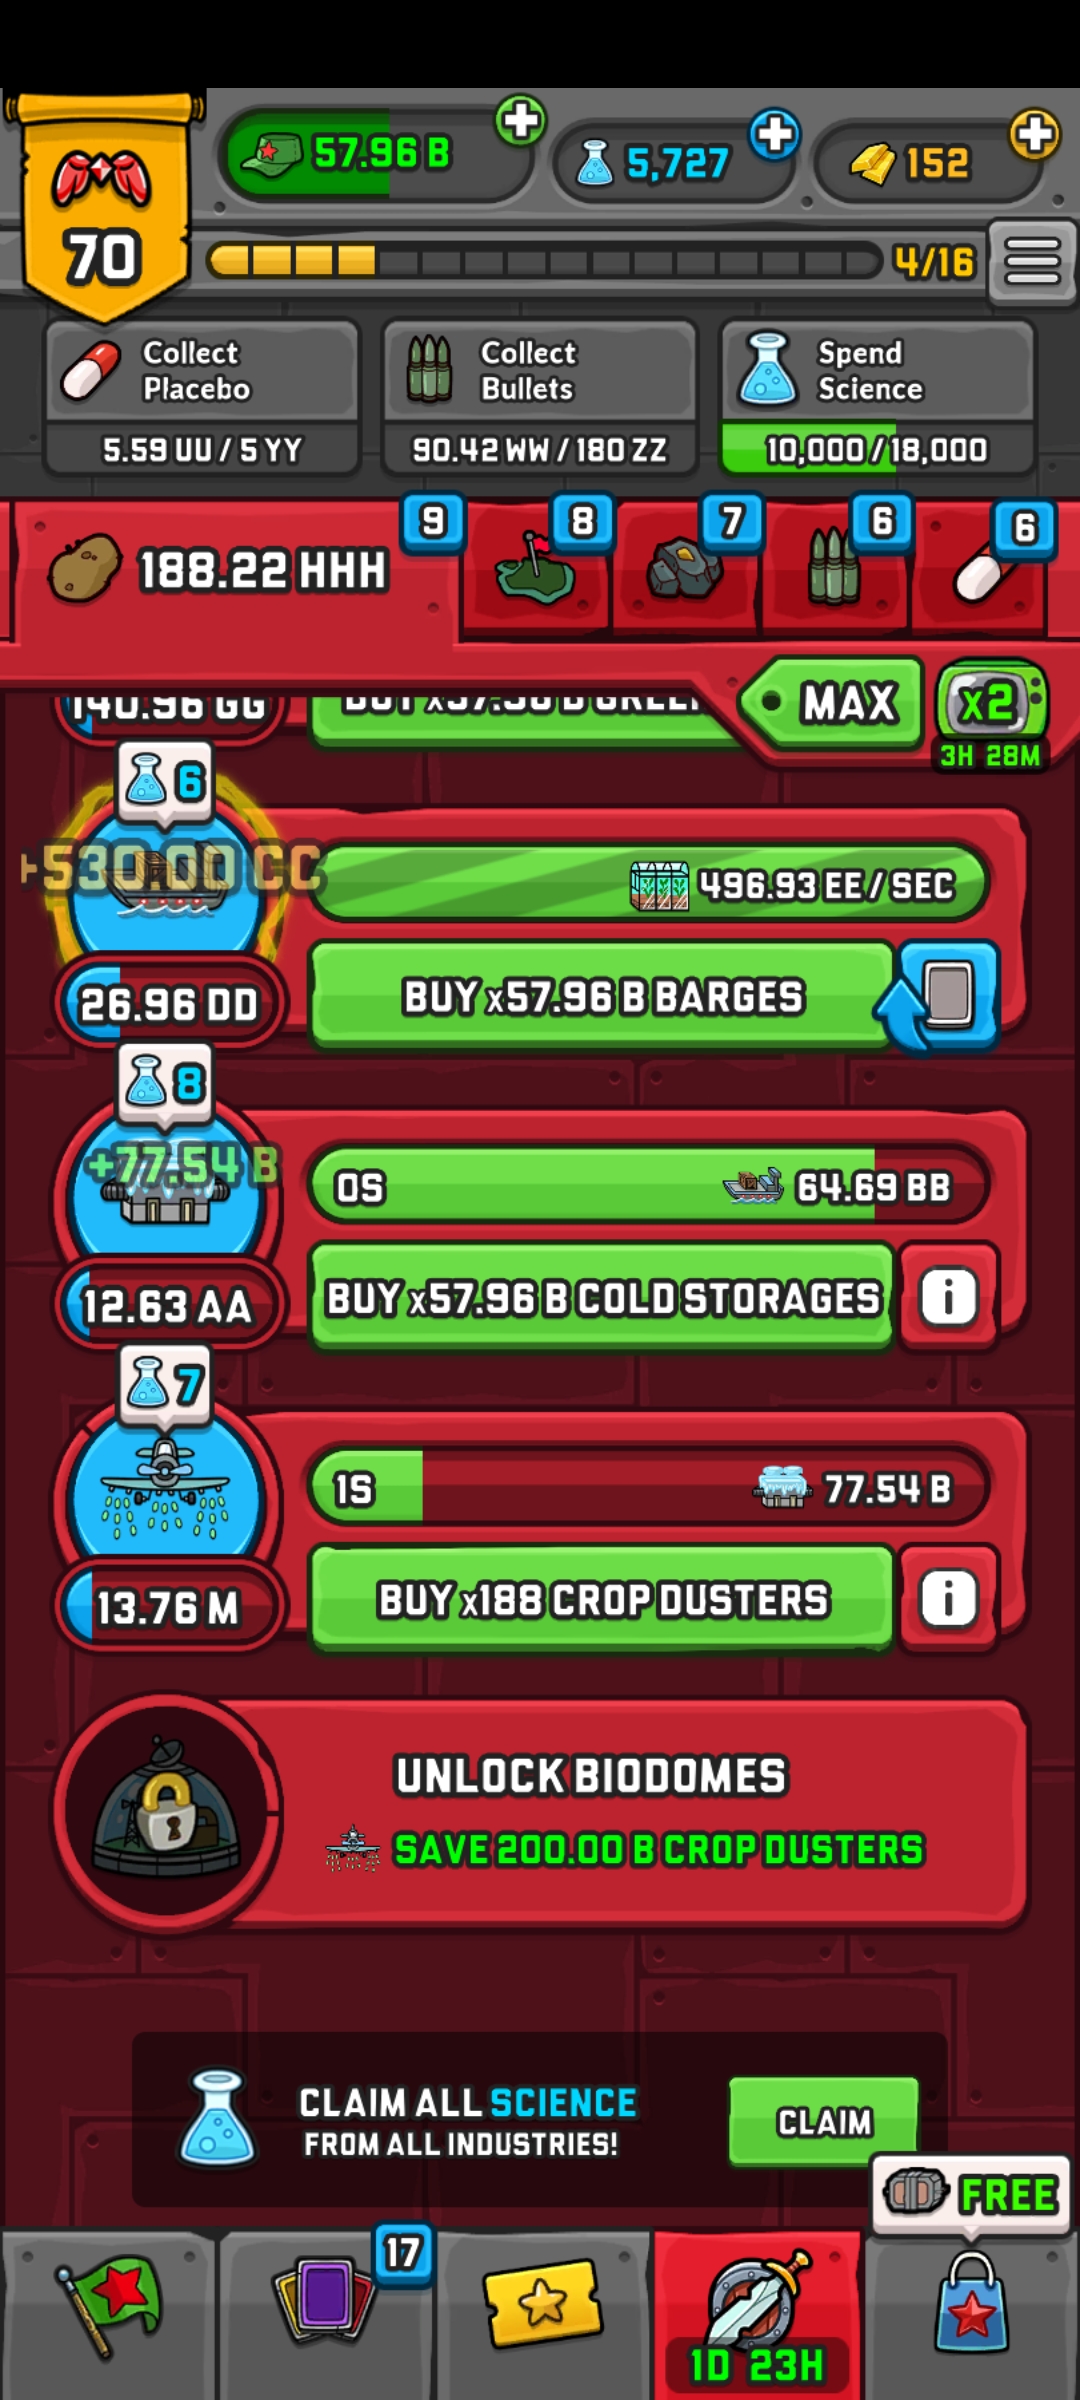 57.96 B
5,727
152
70
4/16
Collect
Placebo
5.59 UU / 5 YY
Collect
Bullets
90.42 WW / 180 ZZ
Spend
Science
10,000 / 18,000
188.22 HHH
9
8
7
6
6
MAX
x2
3H 28M
140.96 GG
6
+530.00 CC
496.93 EE / SEC
26.96 DD
BUY x57.96 B BARGES
8
+77.54 B
0S
64.69 BB
12.63 AA
BUY x57.96 B COLD STORAGES
i
7
1S
77.54 B
13.76 M
BUY x188 CROP DUSTERS
i
UNLOCK BIODOMES
SAVE 200.00 B CROP DUSTERS
CLAIM ALL SCIENCE
FROM ALL INDUSTRIES!
CLAIM
FREE
17
1D 23H